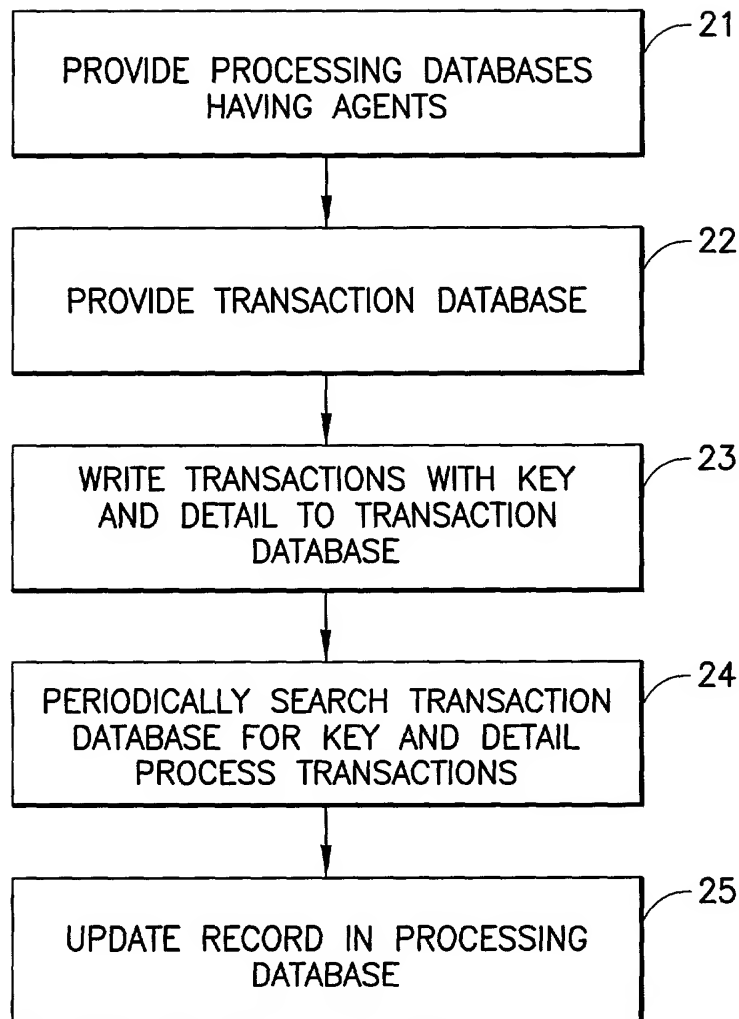 21
PROVIDE PROCESSING DATABASES
HAVING AGENTS
22
PROVIDE TRANSACTION DATABASE
23
WRITE TRANSACTIONS WITH KEY
AND DETAIL TO TRANSACTION
DATABASE
24
PERIODICALLY SEARCH TRANSACTION
DATABASE FOR KEY AND DETAIL
PROCESS TRANSACTIONS
25
UPDATE RECORD IN PROCESSING
DATABASE